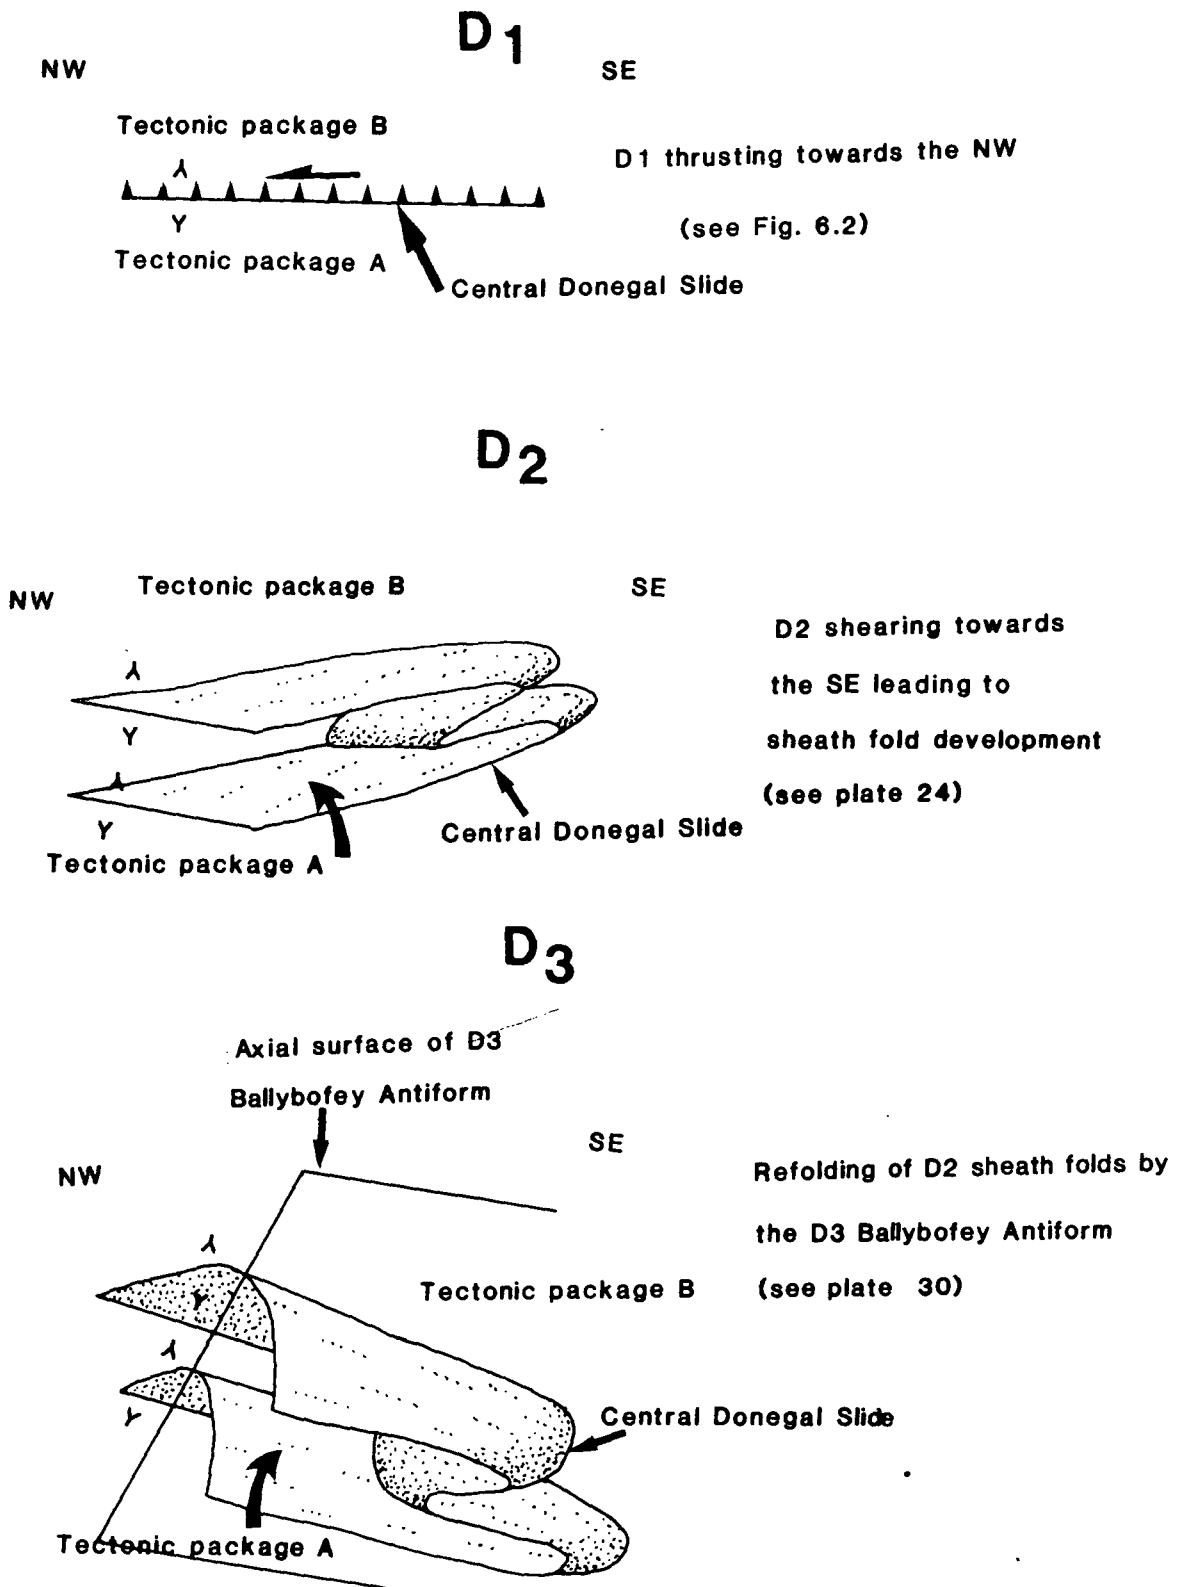 D1
NW
SE
Tectonic package B
Y
D1 thrusting towards the NW
Y
(see Fig. 6.2)
Tectonic package A
Central Donegal Slide
D2
NW
Tectonic package B
SE
D2 shearing towards
the SE leading to
sheath fold development
(see plate 24)
Y
Y
Y
Y
Central Donegal Slide
Tectonic package A
D3
Axial surface of D3
Ballybofey Antiform
NW
SE
Refolding of D2 sheath folds by
the D3 Ballybofey Antiform
(see plate 30)
Y
Y
Tectonic package B
Y
Y
Central Donegal Slide
Tectonic package A